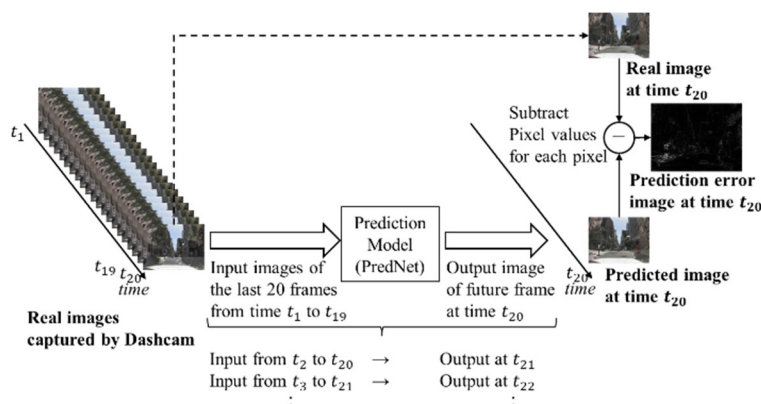 Real image
at time t₂₀
Subtract
Pixel values
for each pixel
−
Prediction error
image at time t₂₀
t₁
t₁₉ t₂₀
time
Real images
captured by Dashcam
Input images of
the last 20 frames
from time t₁ to t₁₉
Prediction
Model
(PredNet)
Output image
of future frame
at time t₂₀
t₂₀
time
Predicted image
at time t₂₀
Input from t₂ to t₂₀ → Output at t₂₁
Input from t₃ to t₂₁ → Output at t₂₂